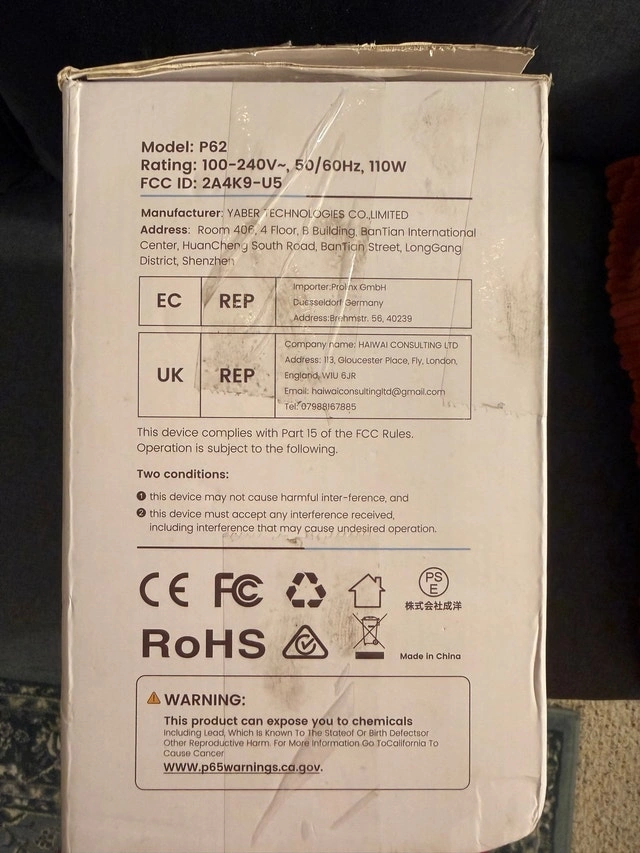 Model: P62
Rating: 100-240V~, 50/60Hz, 110W
FCC ID: 2A4K9-U5
Manufacturer: YABER TECHNOLOGIES CO.,LIMITED
Address: Room 406, 4 Floor, B Building, BanTian International
Center, HuanCheng South Road, BanTian Street, LongGang
District, Shenzhen
EC REP
Importer:Prolinx GmbH
Duesseldorf Germany
Address:Brehmstr. 56, 40239
UK REP
Company name: HAIWAI CONSULTING LTD
Address: 113, Gloucester Place, Fly, London,
England, W1U 6JR
Email: haiwaiconsultingltd@gmail.com
Tel: 07988167885
This device complies with Part 15 of the FCC Rules.
Operation is subject to the following.
Two conditions:
1 this device may not cause harmful inter-ference, and
2 this device must accept any interference received,
including interference that may cause undesired operation.
CE FC
PS
E
株式会社成洋
RoHS
Made in China
WARNING:
This product can expose you to chemicals
Including Lead, Which Is Known To The Stateof Or Birth Defectsor
Other Reproductive Harm. For More Information Go ToCalifornia To
Cause Cancer
WWW.p65warnings.ca.gov.